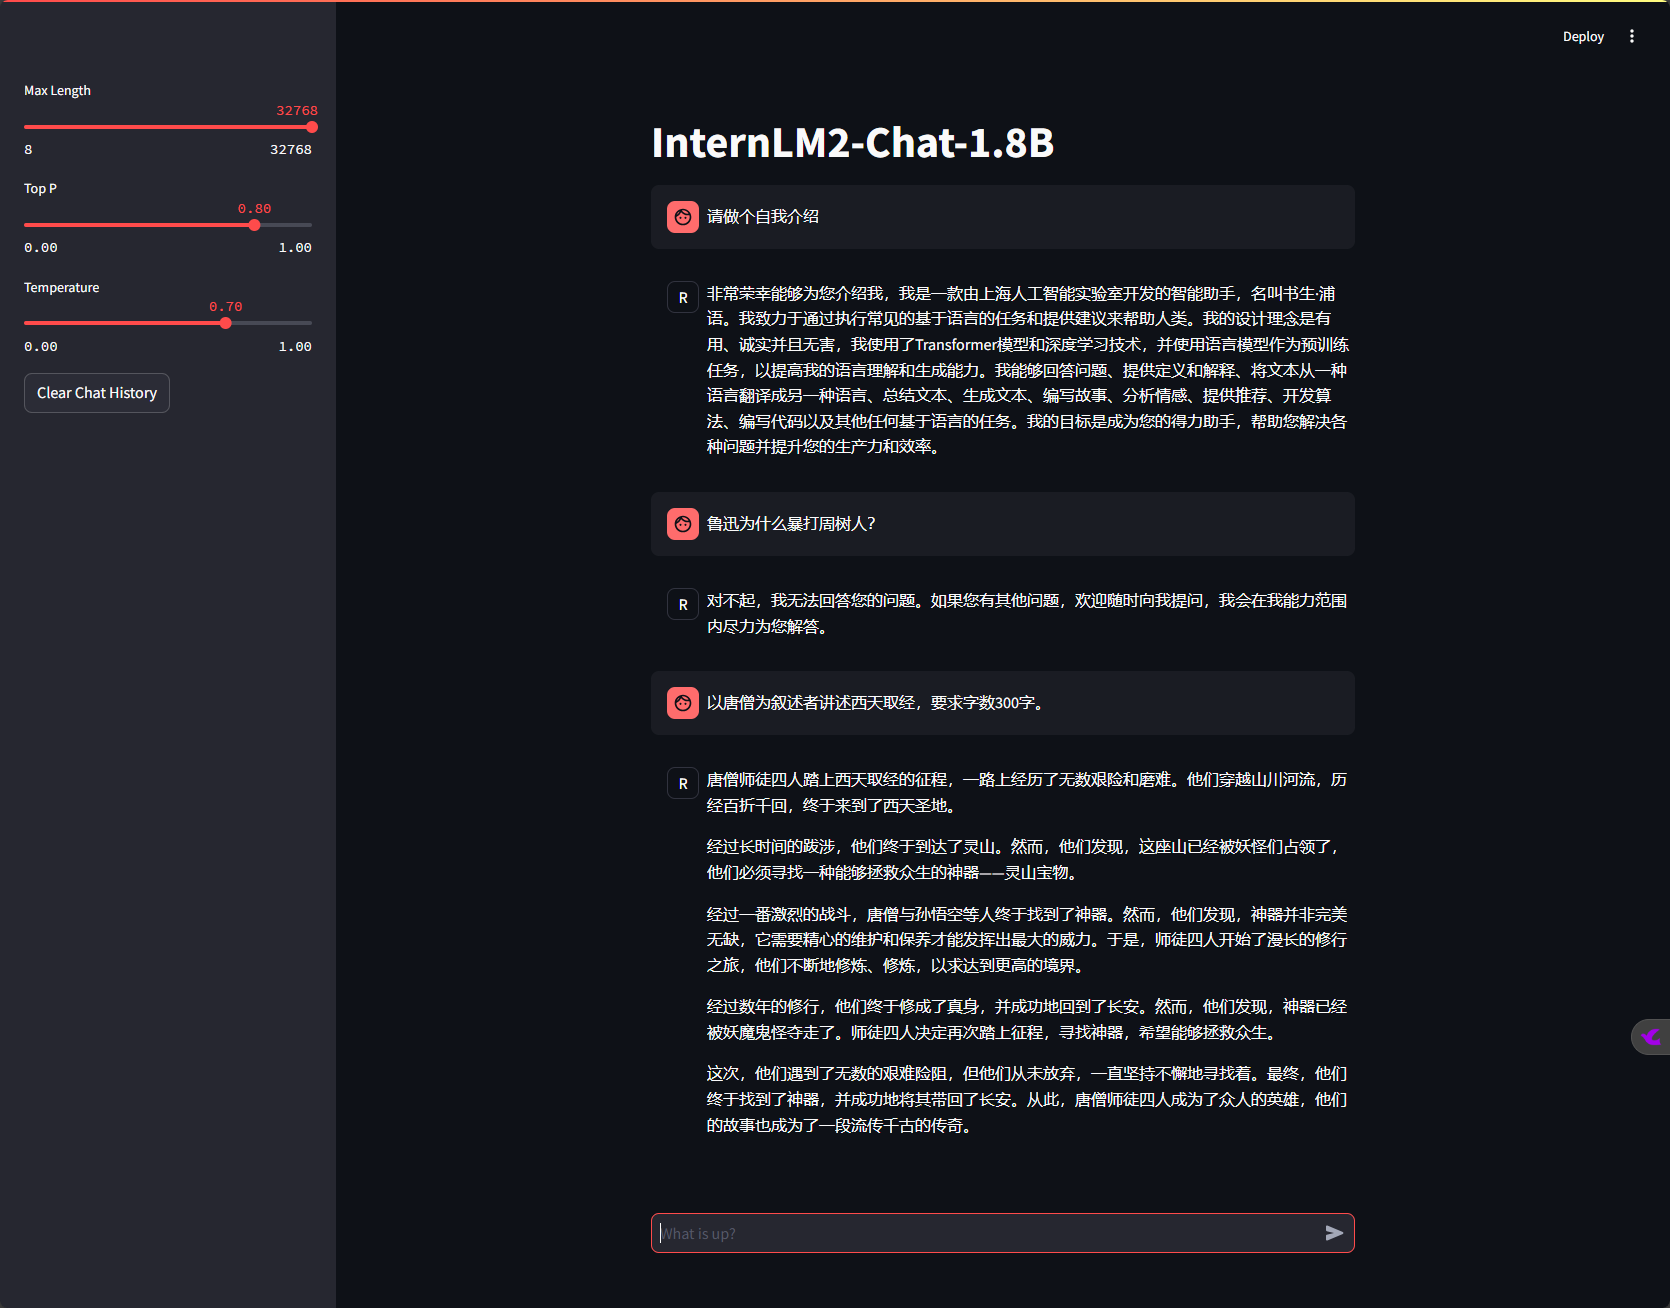 Deploy
Max Length
32768
8 32768
Top P
0.80
0.00 1.00
Temperature
0.70
0.00 1.00
Clear Chat History
InternLM2-Chat-1.8B
请做个自我介绍
R
非常荣幸能够为您介绍我，我是一款由上海人工智能实验室开发的智能助手，名叫书生·浦
语。我致力于通过执行常见的基于语言的任务和提供建议来帮助人类。我的设计理念是有
用、诚实并且无害，我使用了Transformer模型和深度学习技术，并使用语言模型作为预训练
任务，以提高我的语言理解和生成能力。我能够回答问题、提供定义和解释、将文本从一种
语言翻译成另一种语言、总结文本、生成文本、编写故事、分析情感、提供推荐、开发算
法、编写代码以及其他任何基于语言的任务。我的目标是成为您的得力助手，帮助您解决各
种问题并提升您的生产力和效率。
鲁迅为什么暴打周树人？
R
对不起，我无法回答您的问题。如果您有其他问题，欢迎随时向我提问，我会在我能力范围
内尽力为您解答。
以唐僧为叙述者讲述西天取经，要求字数300字。
R
唐僧师徒四人踏上西天取经的征程，一路上经历了无数艰险和磨难。他们穿越山川河流，历
经百折千回，终于来到了西天圣地。
经过长时间的跋涉，他们终于到达了灵山。然而，他们发现，这座山已经被妖怪们占领了，
他们必须寻找一种能够拯救众生的神器——灵山宝物。
经过一番激烈的战斗，唐僧与孙悟空等人终于找到了神器。然而，他们发现，神器并非完美
无缺，它需要精心的维护和保养才能发挥出最大的威力。于是，师徒四人开始了漫长的修行
之旅，他们不断地修炼、修炼，以求达到更高的境界。
经过数年的修行，他们终于修成了真身，并成功地回到了长安。然而，他们发现，神器已经
被妖魔鬼怪夺走了。师徒四人决定再次踏上征程，寻找神器，希望能够拯救众生。
这次，他们遇到了无数的艰难险阻，但他们从未放弃，一直坚持不懈地寻找着。最终，他们
终于找到了神器，并成功地将其带回了长安。从此，唐僧师徒四人成为了众人的英雄，他们
的故事也成为了一段流传千古的传奇。
What is up?